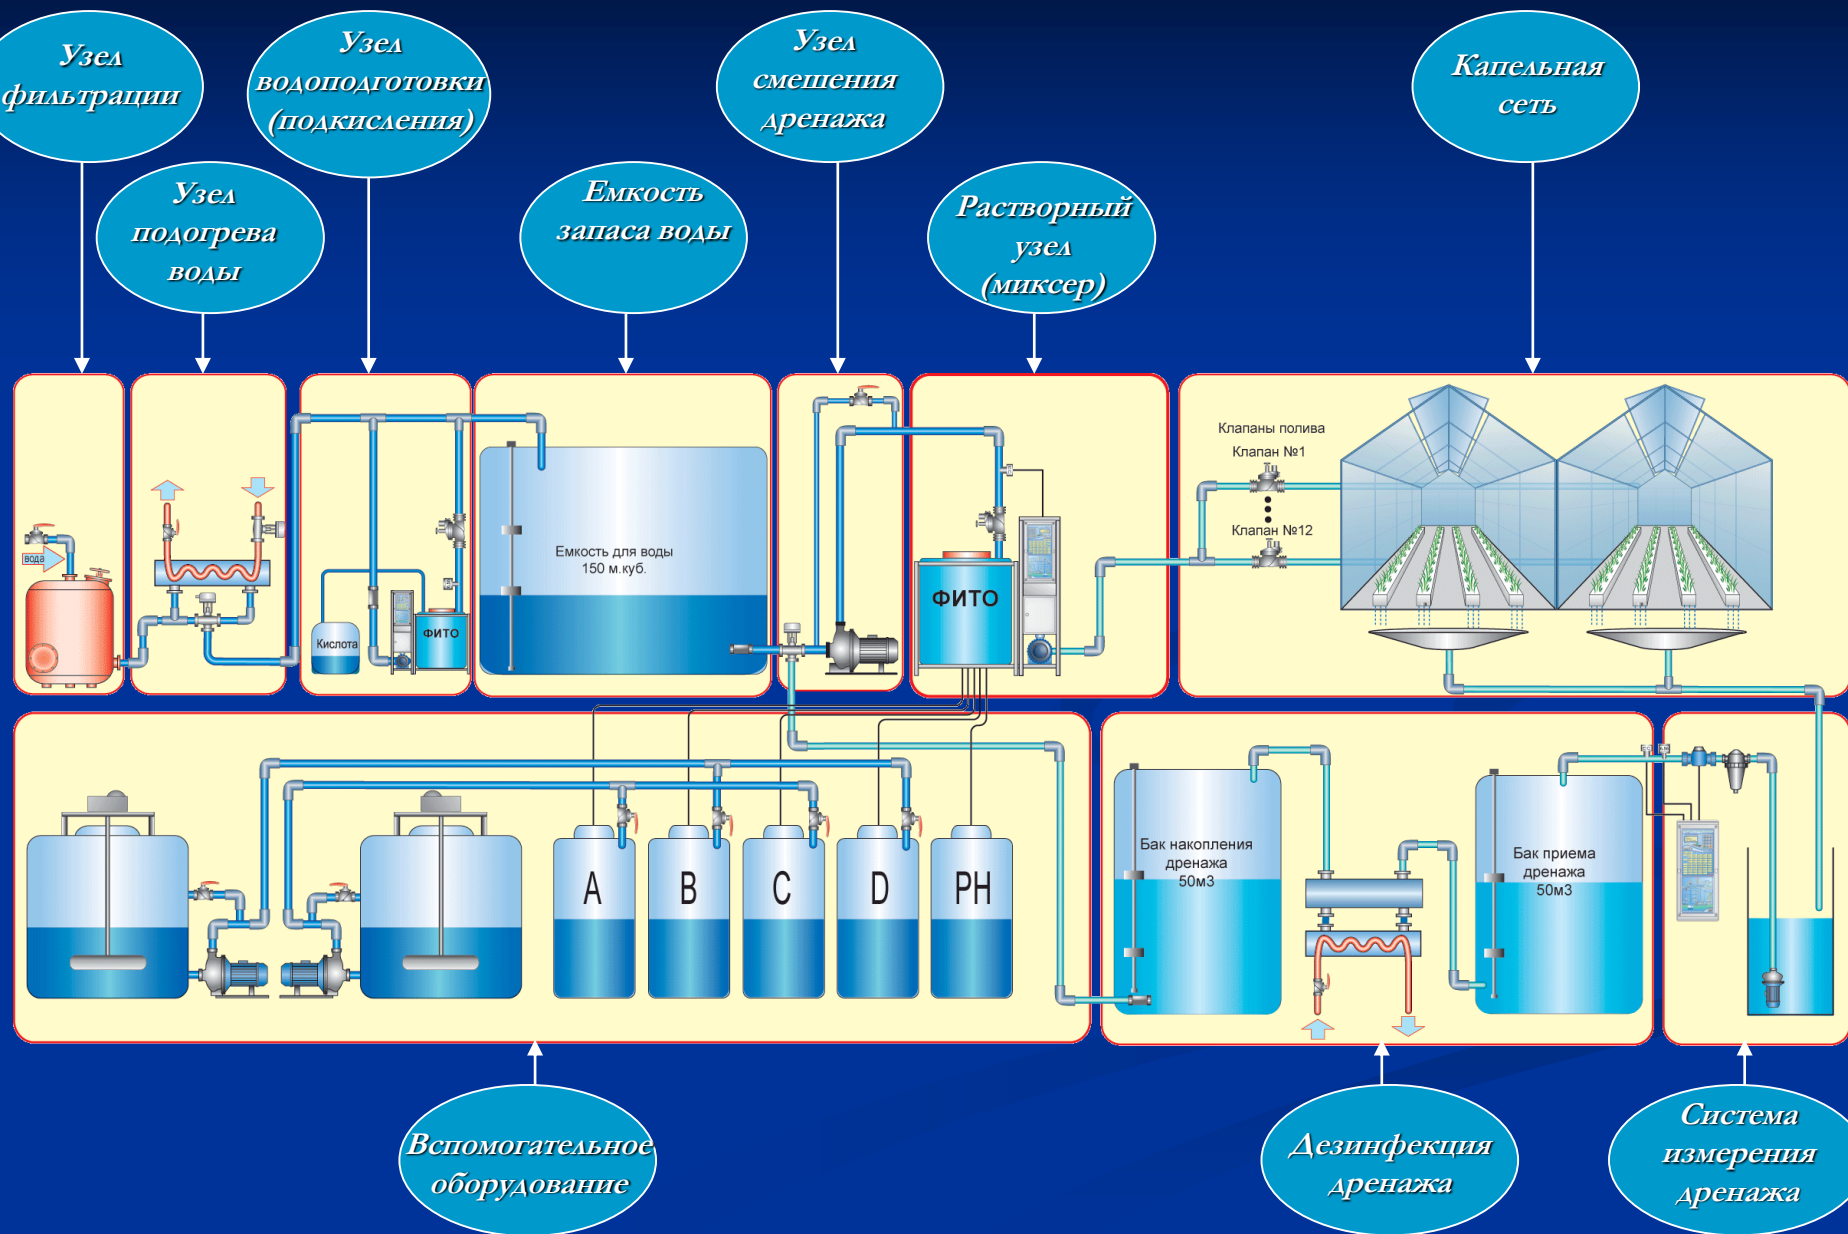 Узел
фильтрации
Узел
водоподготовки
(подкисления)
Узел
смешения
дренажа
Капельная
сеть
Узел
подогрева
воды
Емкость
запаса воды
Растворный
узел
(миксер)
Клапаны полива
Клапан №1
Клапан №12
вода
Емкость для воды
150 м.куб.
Кислота
ФИТО
ФИТО
A
B
C
D
PH
Бак накопления
дренажа
50м3
Бак приема
дренажа
50м3
Вспомогательное
оборудование
Дезинфекция
дренажа
Система
измерения
дренажа